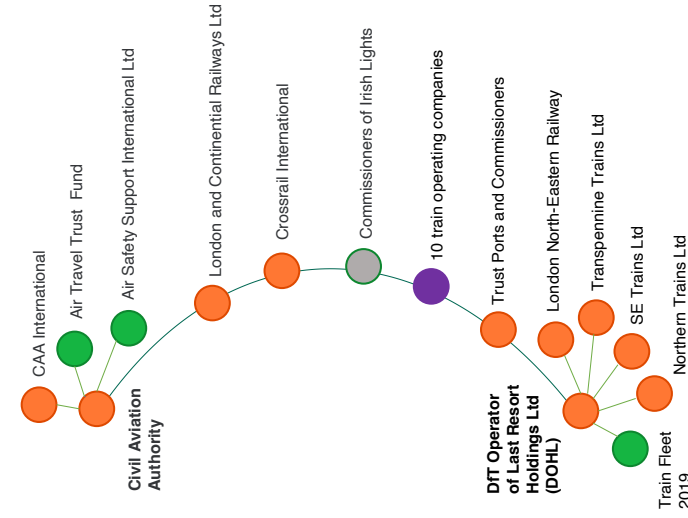 CAA International
Air Travel Trust Fund
Air Safety Support International Ltd
Civil Aviation
Authority
London and Continental Railways Ltd
Crossrail International
Commissioners of Irish Lights
10 train operating companies
Trust Ports and Commissioners
DfT Operator
of Last Resort
Holdings Ltd
(DOHL)
London North-Eastern Railway
Transpennine Trains Ltd
SE Trains Ltd
Northern Trains Ltd
Train Fleet
2019